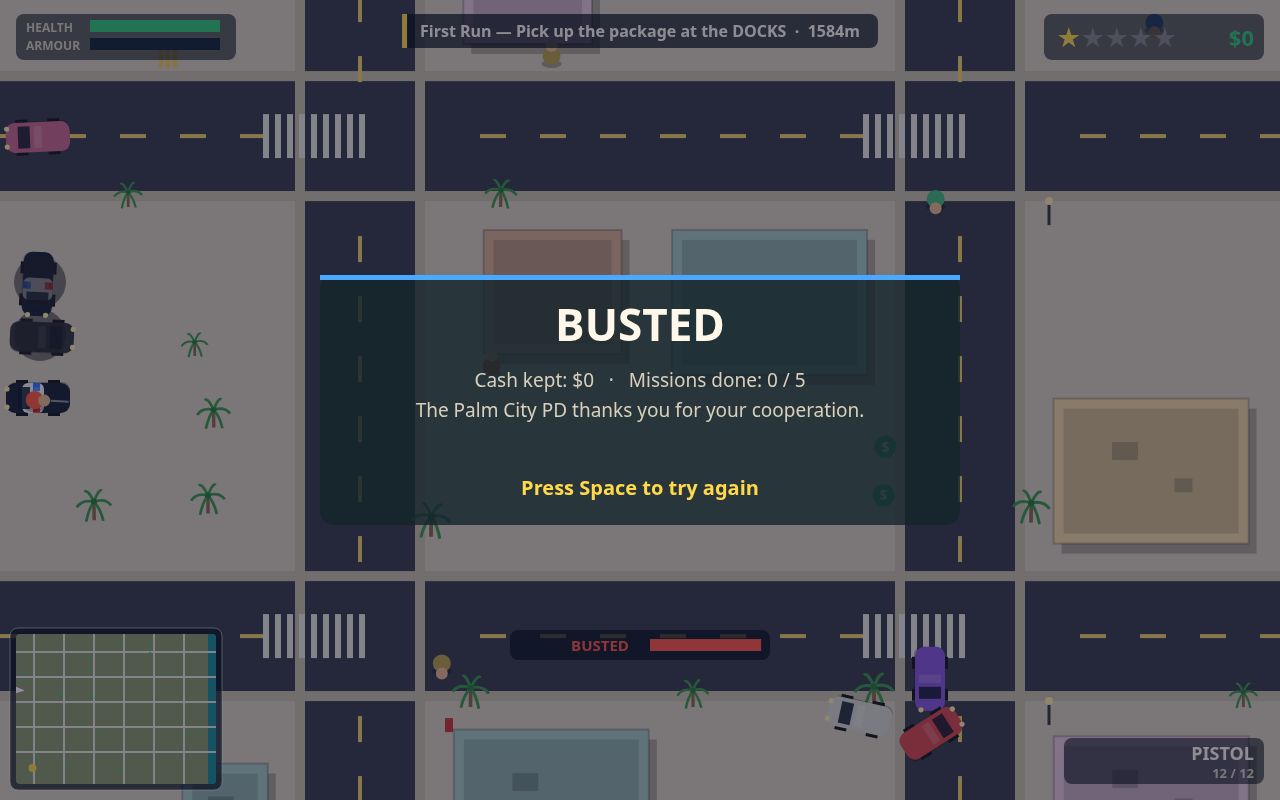 HEALTH
ARMOUR
First Run — Pick up the package at the DOCKS · 1584m
$0
BUSTED
Cash kept: $0 · Missions done: 0 / 5
The Palm City PD thanks you for your cooperation.
$
$
Press Space to try again
BUSTED
PISTOL
12 / 12